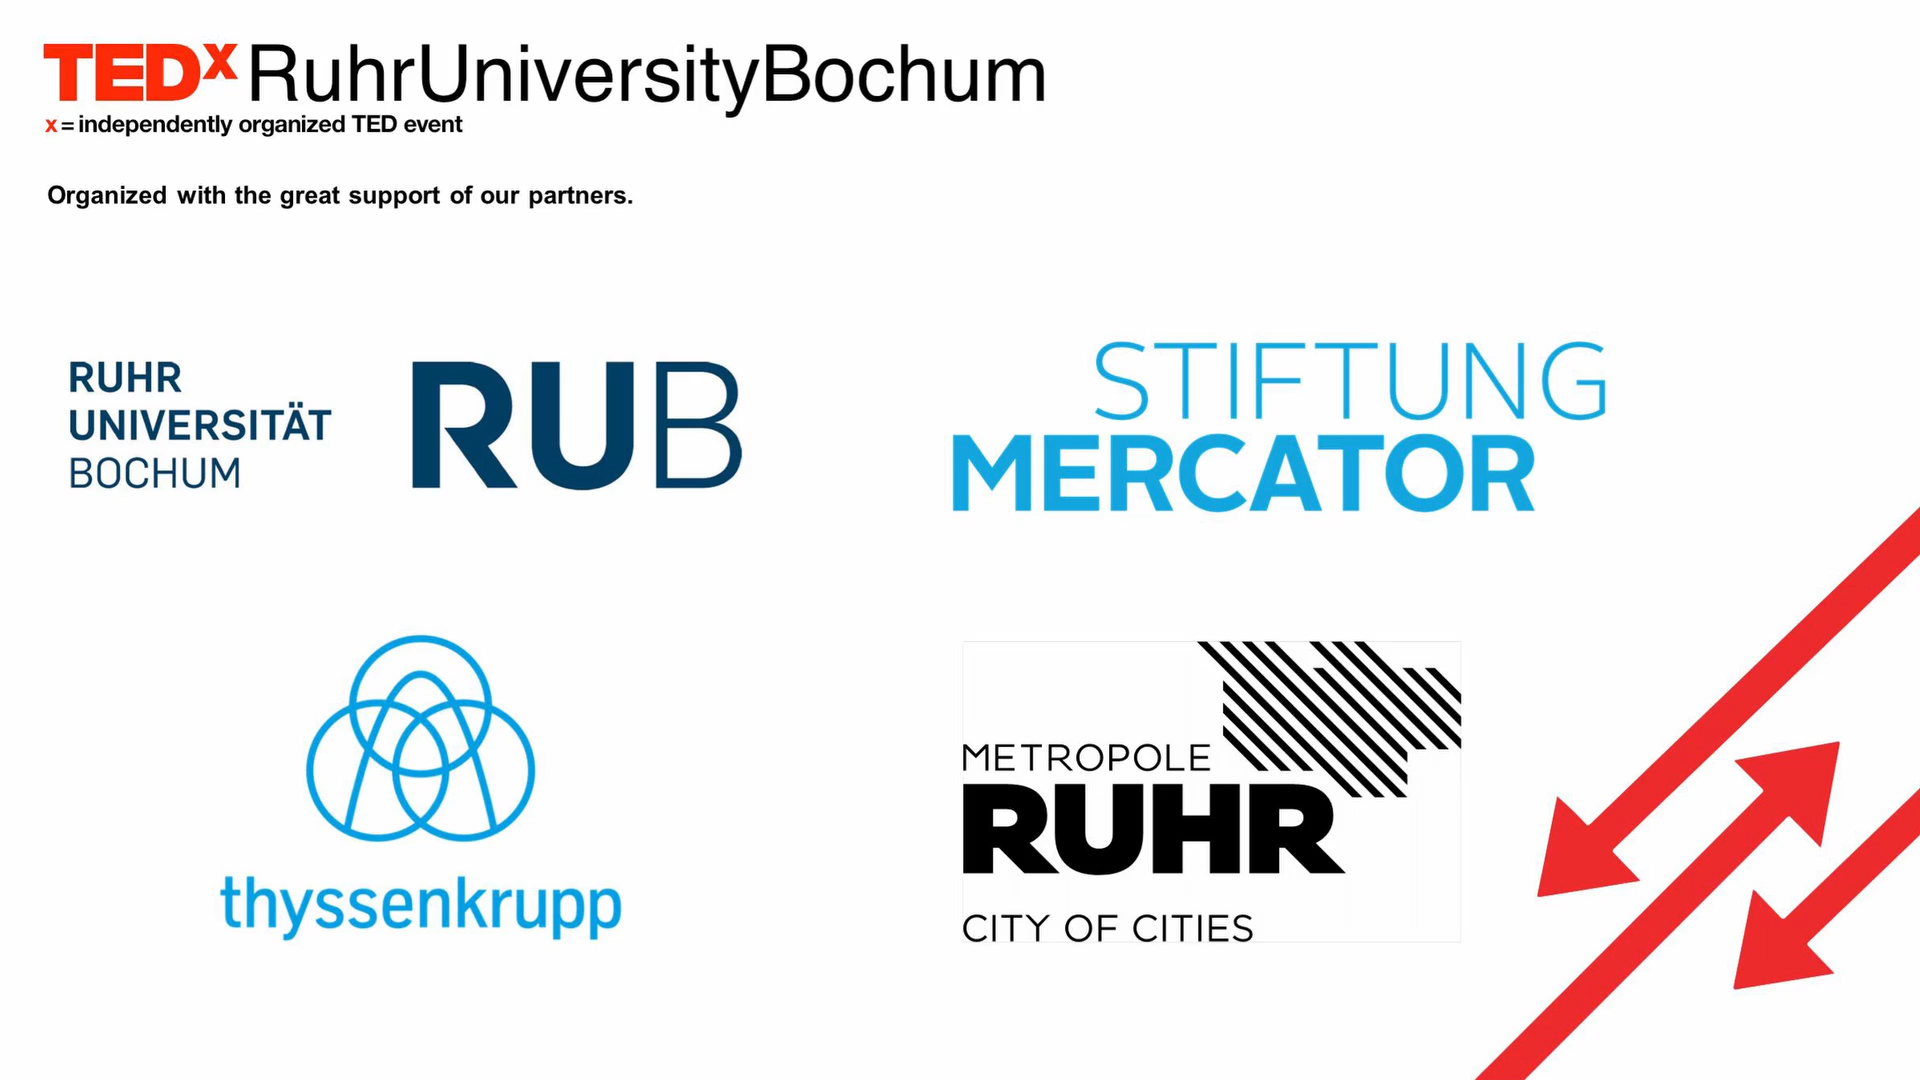 TEDx RuhrUniversityBochum
x = independently organized TED event
Organized with the great support of our partners.
RUHR
UNIVERSITÄT
BOCHUM
RUB
STIFTUNG
MERCATOR
thyssenkrupp
METROPOLE
RUHR
CITY OF CITIES